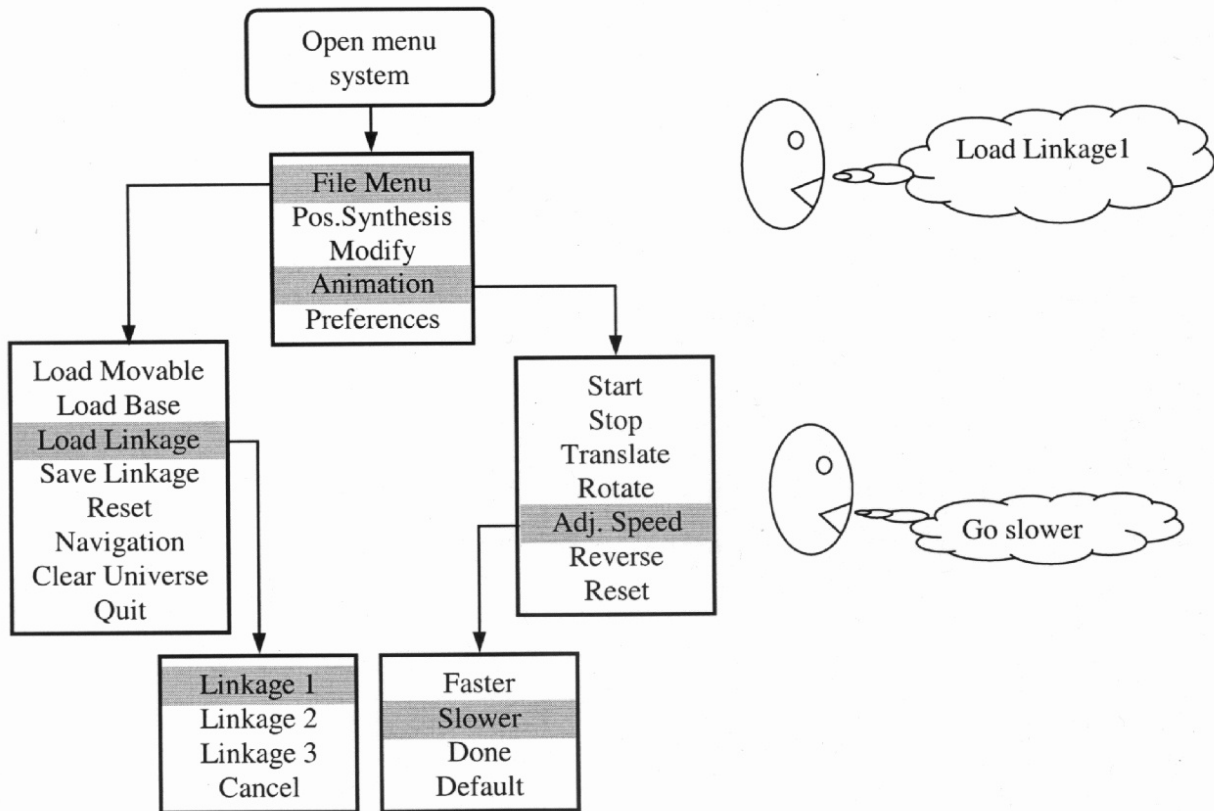 Open menu
system
File Menu
Pos.Synthesis
Modify
Animation
Preferences
Load Movable
Load Base
Load Linkage
Save Linkage
Reset
Navigation
Clear Universe
Quit
Start
Stop
Translate
Rotate
Adj. Speed
Reverse
Reset
Linkage 1
Linkage 2
Linkage 3
Cancel
Faster
Slower
Done
Default
Load Linkage1
Go slower